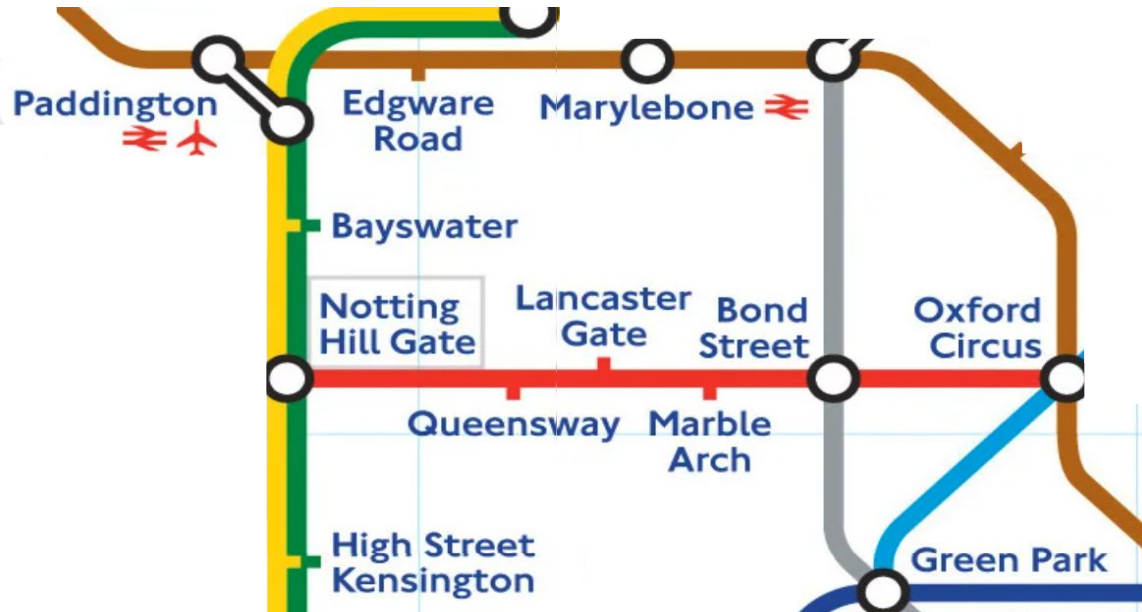 Paddington
Edgware
Road
Marylebone
Bayswater
Notting
Hill Gate
Lancaster
Gate
Bond
Street
Oxford
Circus
Queensway
Marble
Arch
High Street
Kensington
Green Park